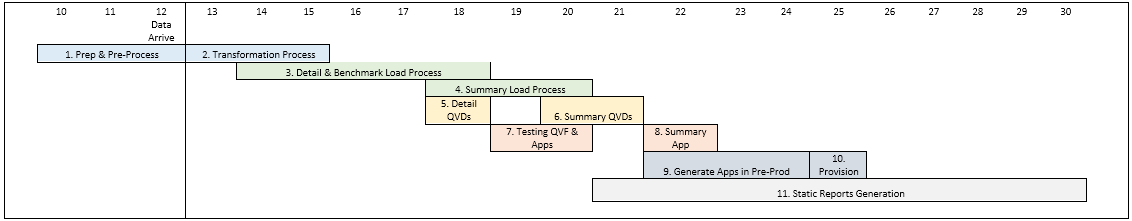 10 11 12 13 14 15 16 17 18 19 20 21 22 23 24 25 26 27 28 29 30
Data
Arrive
1. Prep & Pre-Process 2. Transformation Process
3. Detail & Benchmark Load Process
4. Summary Load Process
5. Detail
QVDs
6. Summary QVDs
7. Testing QVF &
Apps
8. Summary
App
9. Generate Apps in Pre-Prod
10.
Provision
11. Static Reports Generation